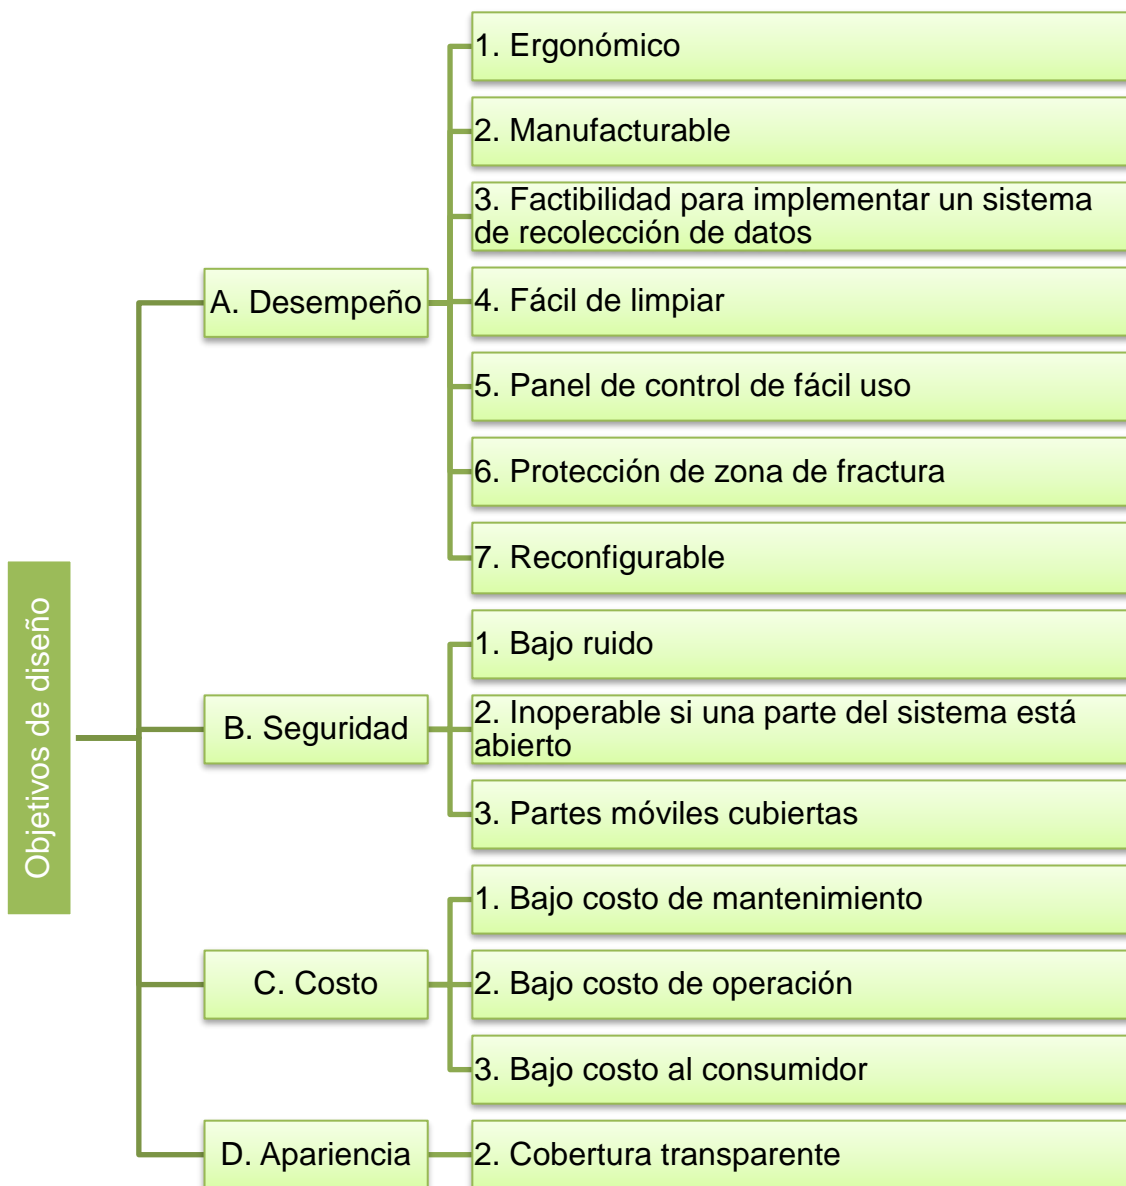 Objetivos de diseño
A. Desempeño
1. Ergonómico
2. Manufacturable
3. Factibilidad para implementar un sistema
de recolección de datos
4. Fácil de limpiar
5. Panel de control de fácil uso
6. Protección de zona de fractura
7. Reconfigurable
B. Seguridad
1. Bajo ruido
2. Inoperable si una parte del sistema está
abierto
3. Partes móviles cubiertas
C. Costo
1. Bajo costo de mantenimiento
2. Bajo costo de operación
3. Bajo costo al consumidor
D. Apariencia
2. Cobertura transparente